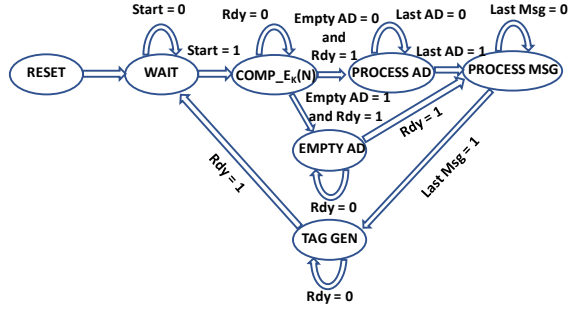 Start = 0
Rdy = 0
Empty AD = 0
and
Rdy = 1
Last AD = 0
Last Msg = 0
Start = 1
Last AD = 1
RESET
WAIT
COMP_EK(N)
PROCESS AD
PROCESS MSG
Empty AD = 1
and Rdy = 1
Rdy = 1
EMPTY AD
Rdy = 1
Last Msg = 1
Rdy = 0
TAG GEN
Rdy = 0